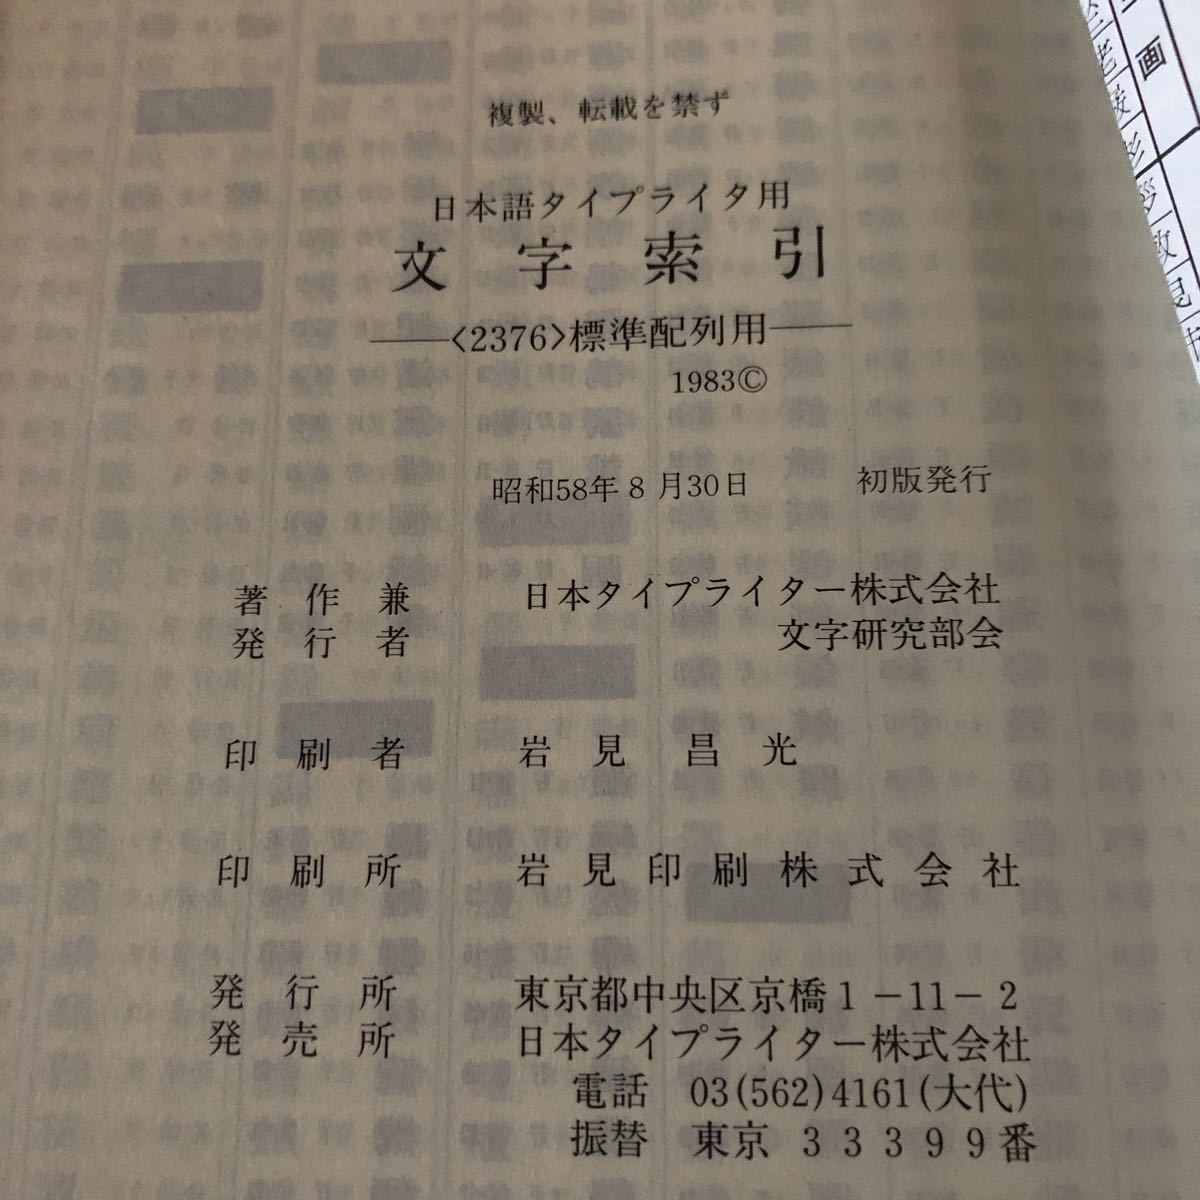 複製、転載を禁ず
日本語タイプライタ用
文字索引
──〈2376〉標準配列用──
1983©
昭和58年8月30日　初版発行
著作兼　日本タイプライター株式会社
発行者　文字研究部会
印刷者　岩見昌光
印刷所　岩見印刷株式会社
発行所　東京都中央区京橋1−11−2
発売所　日本タイプライター株式会社
電話　03(562)4161(大代)
振替　東京　33399番
画